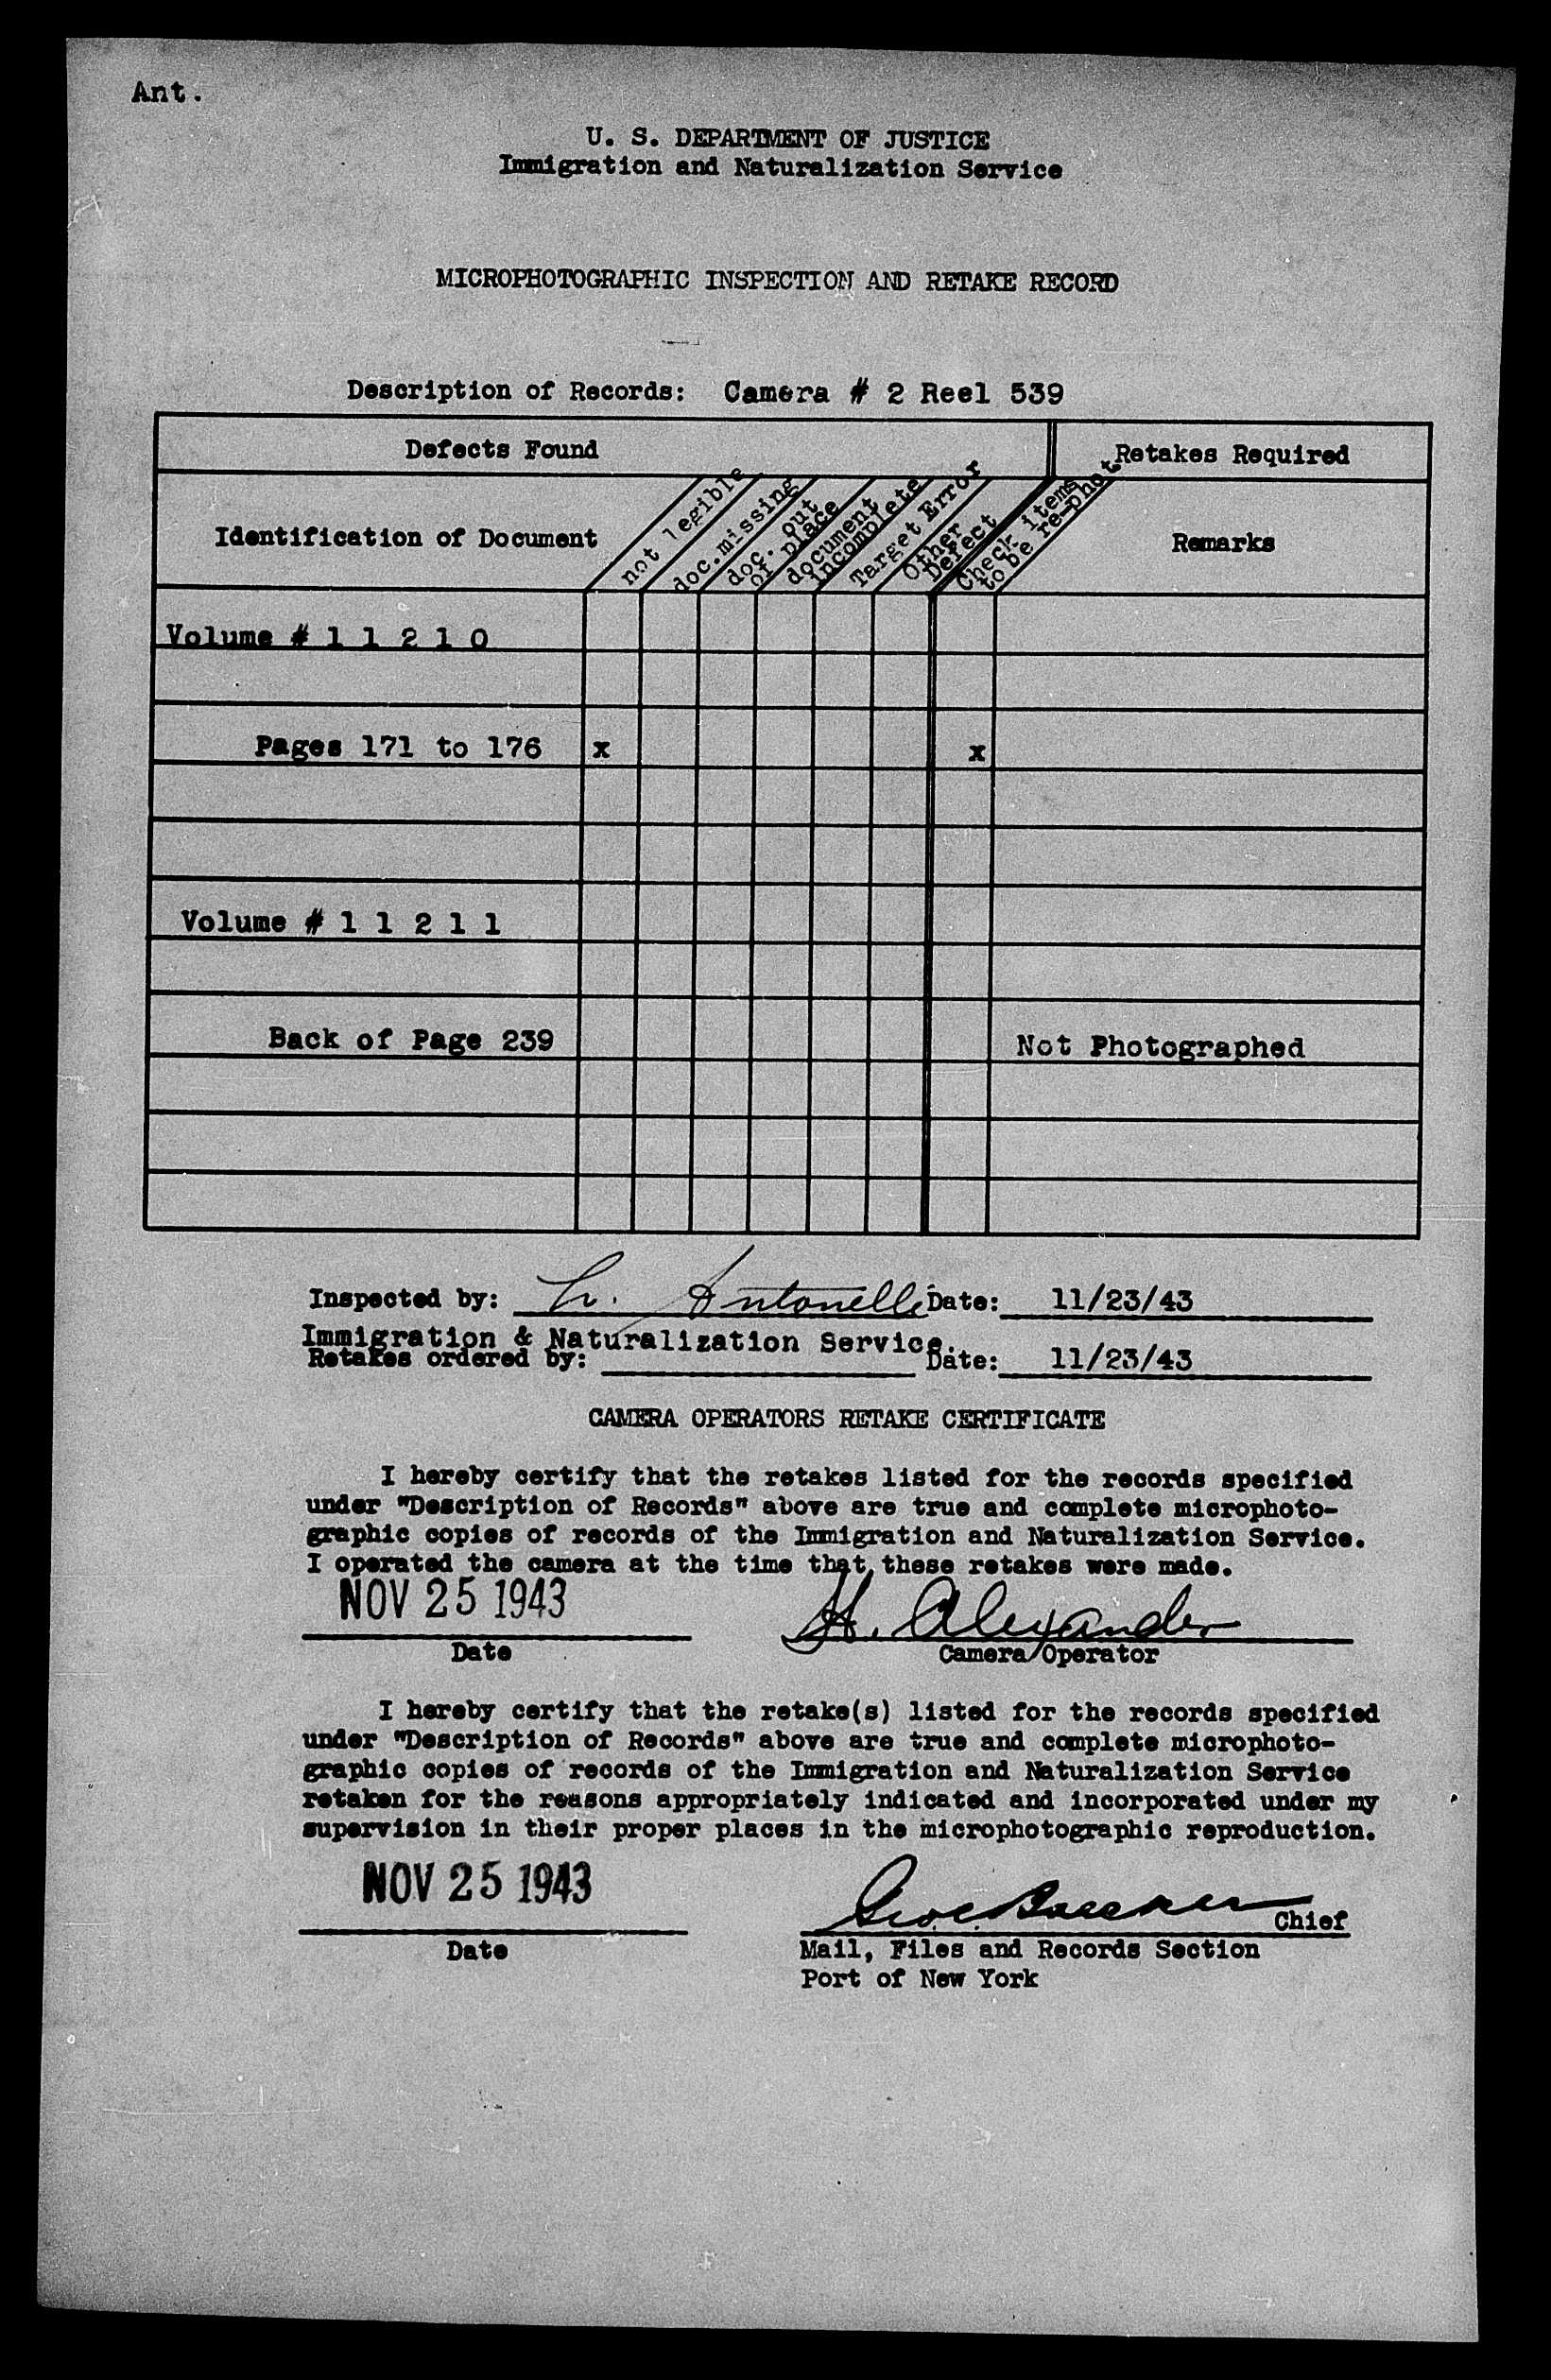 Ant.
U. S. DEPARTMENT OF JUSTICE
Immigration and Naturalization Service
MICROPHOTOGRAPHIC INSPECTION AND RETAKE RECORD
Description of Records: Camera # 2 Reel 539
Defects Found
Retakes Required
Identification of Document
not legible
doc. missing
doc. out
of place
document
incomplete
Target Error
Other
Defect
Check items
to be re-phot
Remarks
Volume # 1 1 2 1 0
Pages 171 to 176 x x
Volume # 1 1 2 1 1
Back of Page 239 Not Photographed
Inspected by: L. Antonelli Date: 11/23/43
Immigration & Naturalization Service.
Retakes ordered by: Date: 11/23/43
CAMERA OPERATORS RETAKE CERTIFICATE
I hereby certify that the retakes listed for the records specified
under "Description of Records" above are true and complete microphoto-
graphic copies of records of the Immigration and Naturalization Service.
I operated the camera at the time that these retakes were made.
NOV 25 1943 H. Alexander
Date Camera Operator
I hereby certify that the retake(s) listed for the records specified
under "Description of Records" above are true and complete microphoto-
graphic copies of records of the Immigration and Naturalization Service
retaken for the reasons appropriately indicated and incorporated under my
supervision in their proper places in the microphotographic reproduction.
NOV 25 1943
Chief
Date Mail, Files and Records Section
Port of New York